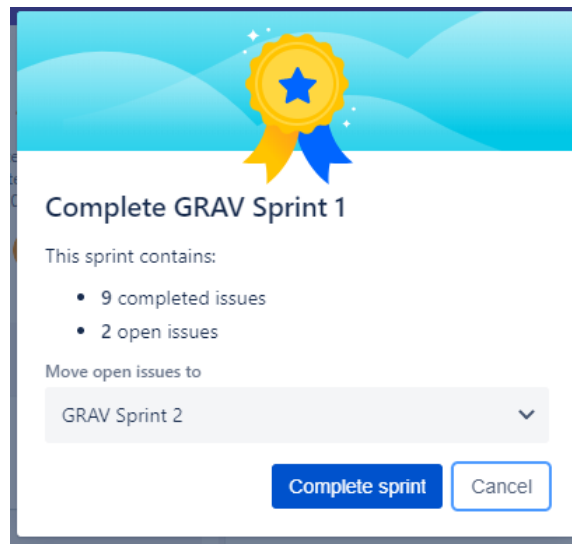 Complete GRAV Sprint 1
This sprint contains:
9 completed issues
2 open issues
Move open issues to
GRAV Sprint 2
Complete sprint
Cancel